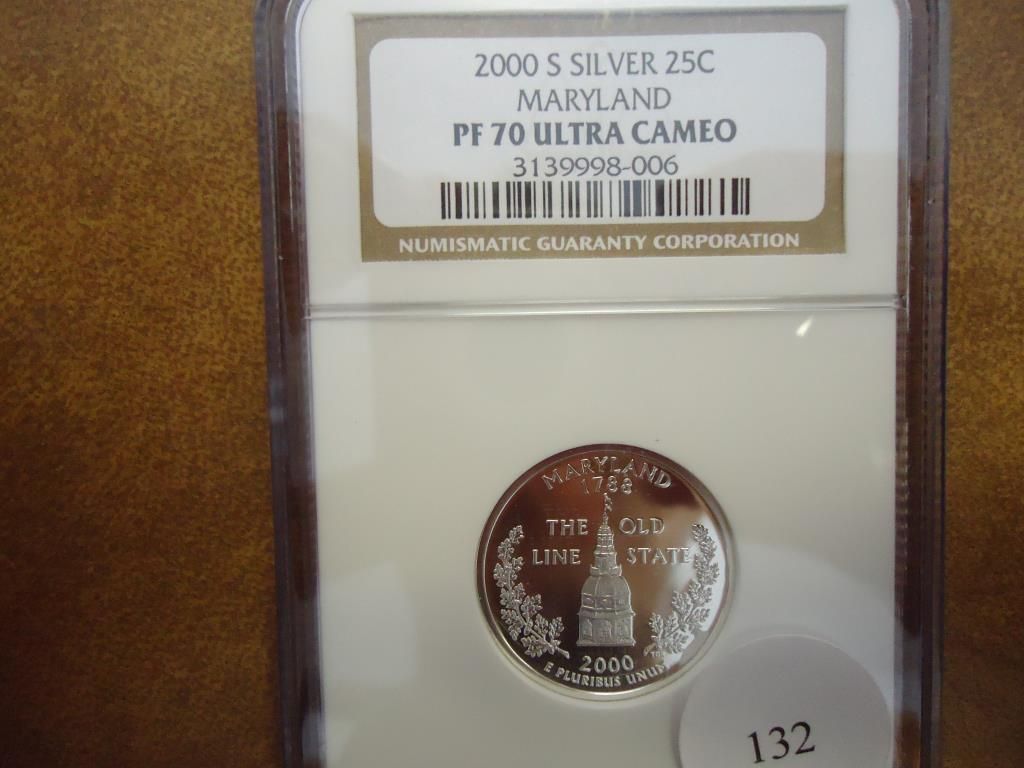 2000 S SILVER 25C
MARYLAND
PF 70 ULTRA CAMEO
3139998-006
NUMISMATIC GUARANTY CORPORATION
MARYLAND
1788
THE OLD
LINE STATE
2000
E PLURIBUS UNUM
132